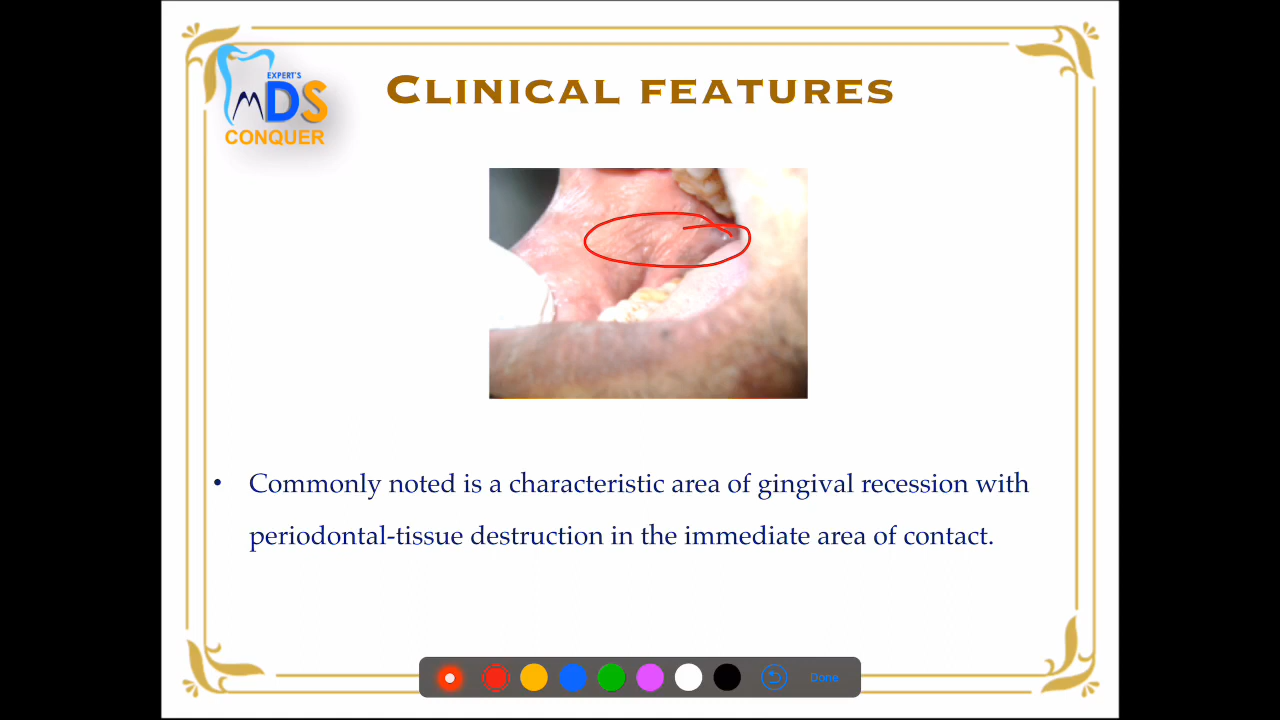 EXPERT'S
MDS
CONQUER
CLINICAL FEATURES
• Commonly noted is a characteristic area of gingival recession with
periodontal-tissue destruction in the immediate area of contact.
Done